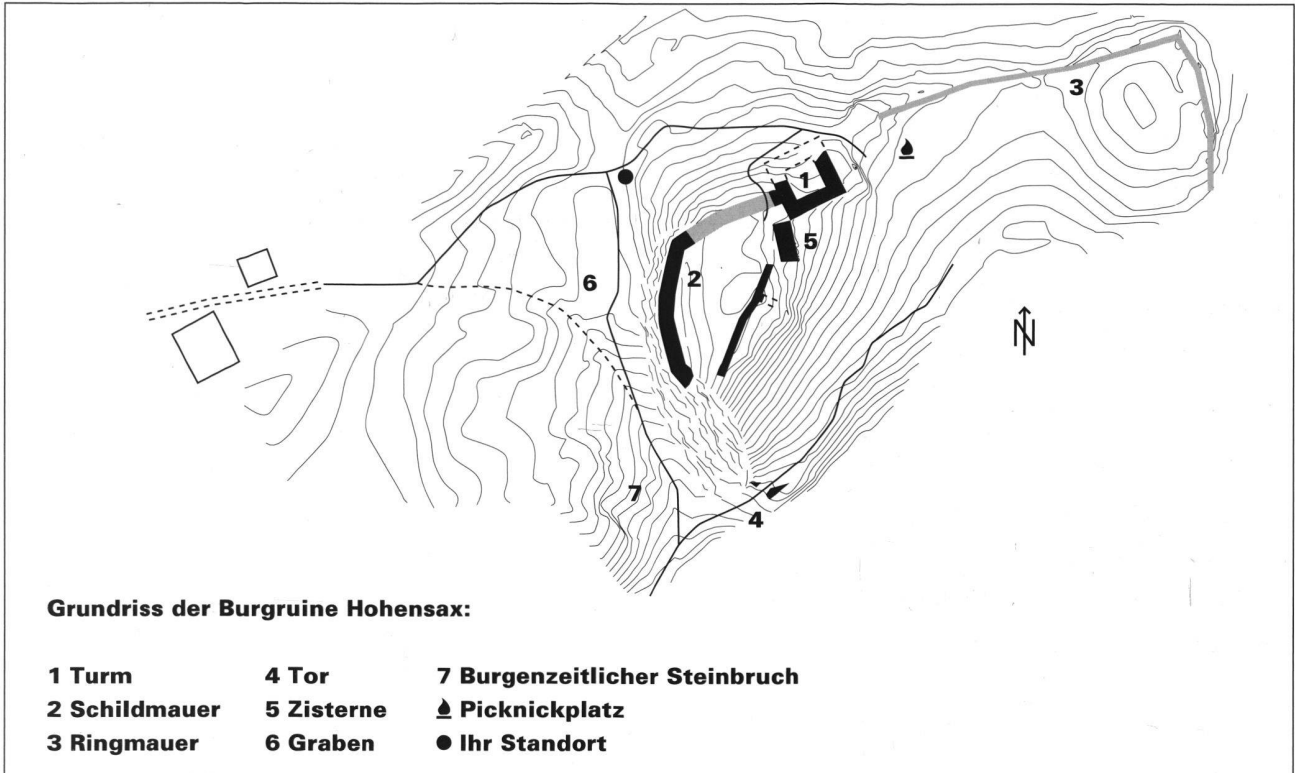 3
1
5
2
6
N
7
4
Grundriss der Burgruine Hohensax:
1 Turm 4 Tor 7 Burgenzeitlicher Steinbruch
2 Schildmauer 5 Zisterne Picknickplatz
3 Ringmauer 6 Graben Ihr Standort